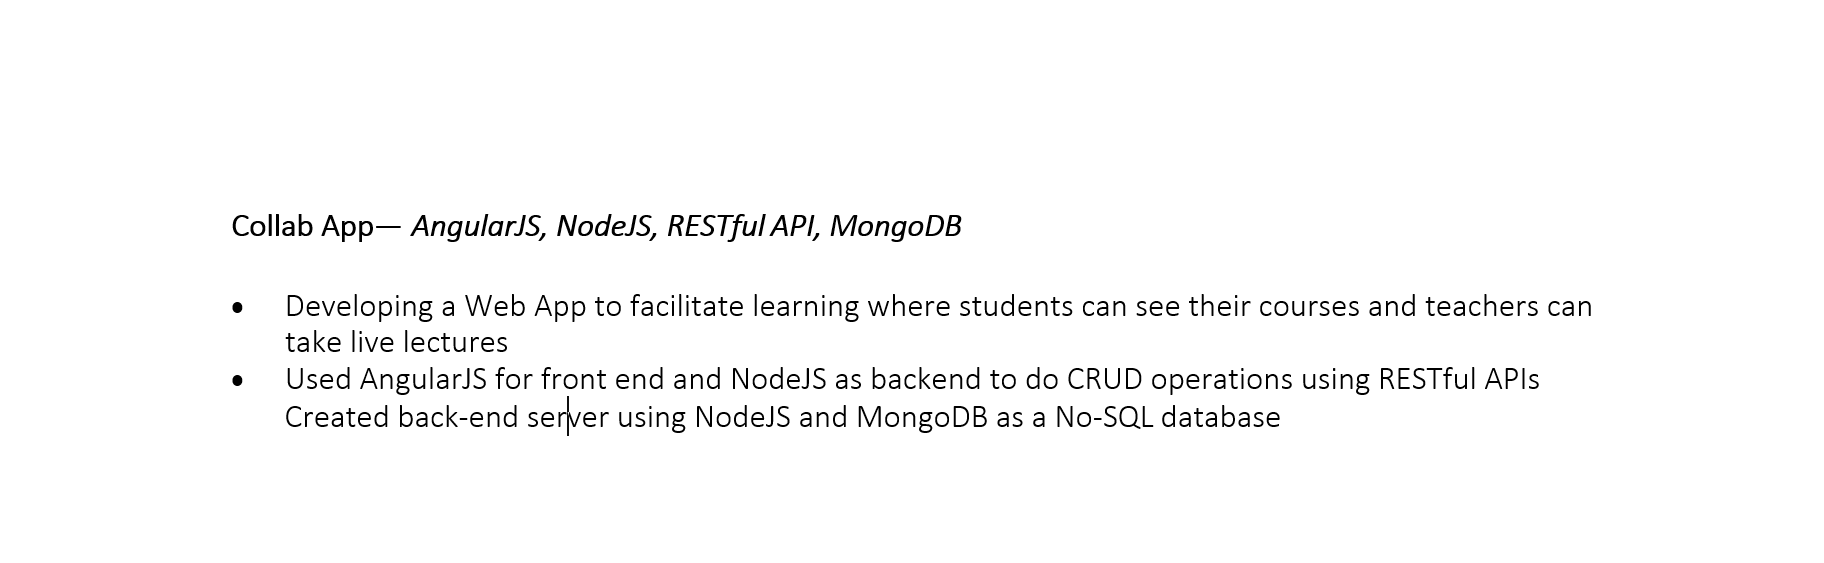 Collab App— AngularJS, NodeJS, RESTful API, MongoDB
• Developing a Web App to facilitate learning where students can see their courses and teachers can
take live lectures
• Used AngularJS for front end and NodeJS as backend to do CRUD operations using RESTful APIs
Created back-end server using NodeJS and MongoDB as a No-SQL database